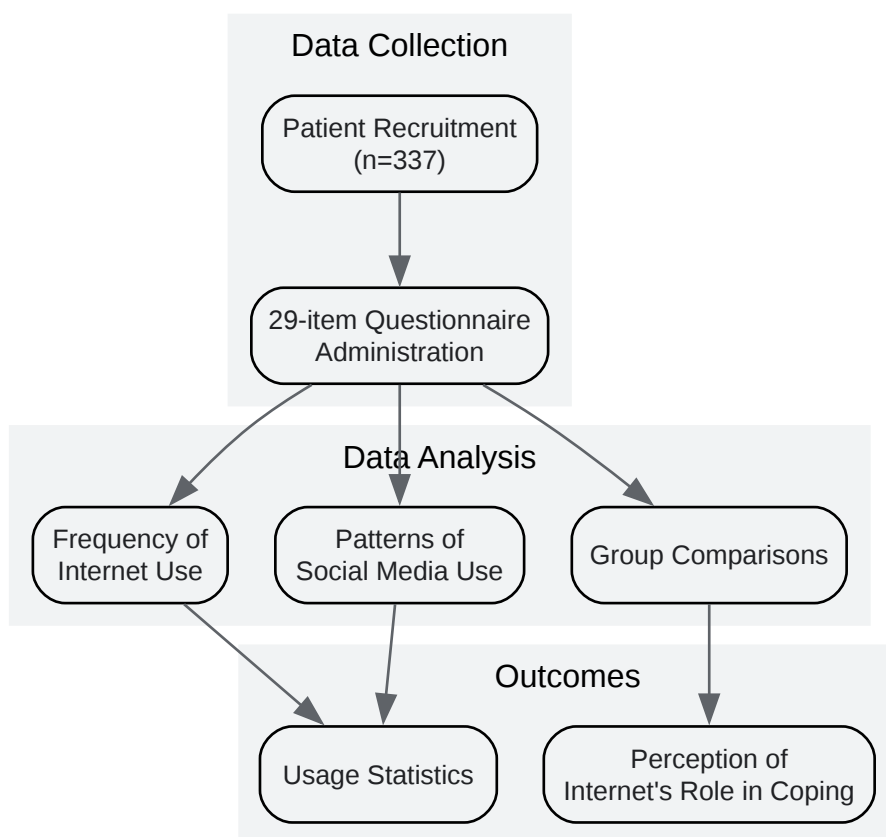 Data Collection
Patient Recruitment
(n=337)
29-item Questionnaire
Administration
Data Analysis
Frequency of
Internet Use
Patterns of
Social Media Use
Group Comparisons
Outcomes
Usage Statistics
Perception of
Internet's Role in Coping